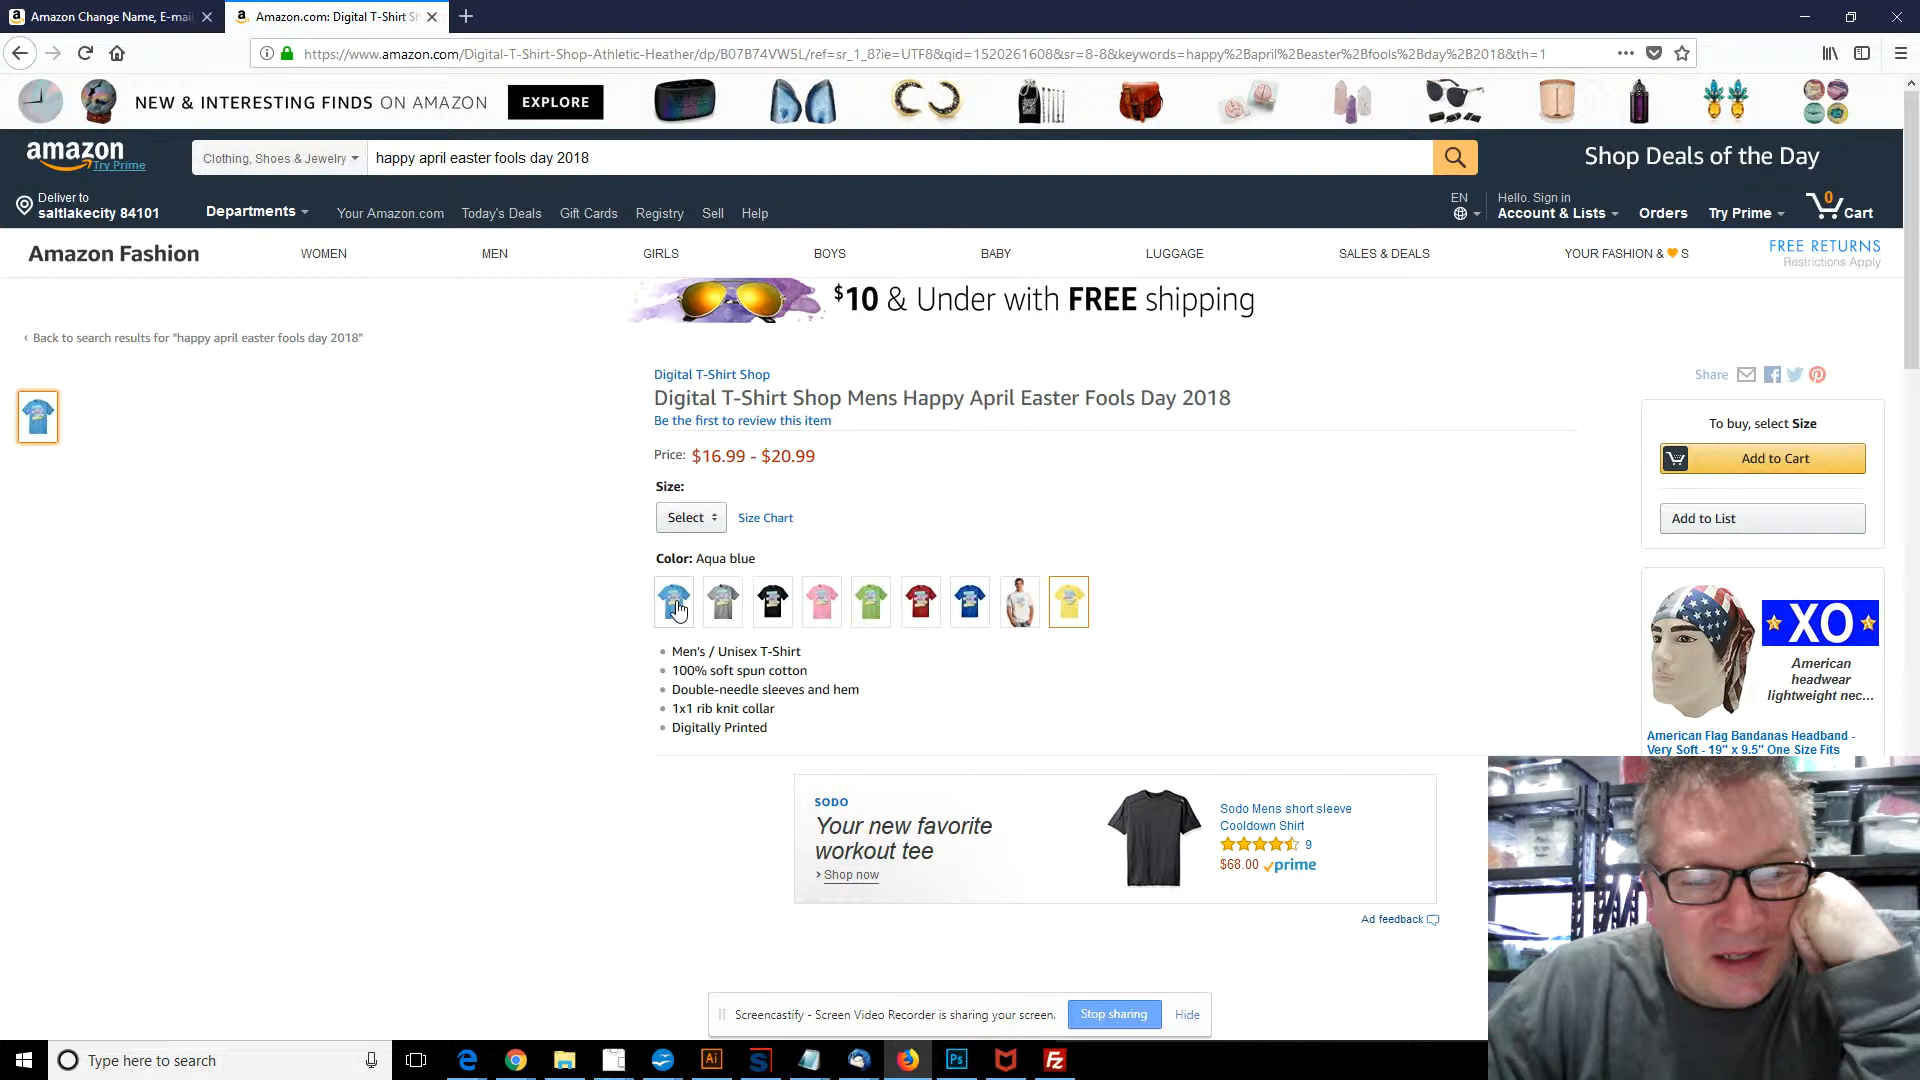 Amazon Change Name, E-mai
Amazon.com: Digital T-Shirt Sh
https://www.amazon.com/Digital-T-Shirt-Shop-Athletic-Heather/dp/B07B74VW5L/ref=sr_1_8?ie=UTF8&qid=1520261608&sr=8-8&keywords=happy%2Bapril%2Beaster%2Bfools%2Bday%2B2018&th=1
NEW & INTERESTING FINDS ON AMAZON EXPLORE
amazon
Try Prime
Clothing, Shoes & Jewelry
happy april easter fools day 2018
Shop Deals of the Day
Deliver to
saltlakecity 84101
Departments
Your Amazon.com
Today's Deals
Gift Cards
Registry
Sell
Help
EN
Hello. Sign in
Account & Lists
Orders
Try Prime
0
Cart
Amazon Fashion
WOMEN
MEN
GIRLS
BOYS
BABY
LUGGAGE
SALES & DEALS
YOUR FASHION & 🧡 S
FREE RETURNS
Restrictions Apply
$10 & Under with FREE shipping
‹ Back to search results for "happy april easter fools day 2018"
Digital T-Shirt Shop
Digital T-Shirt Shop Mens Happy April Easter Fools Day 2018
Be the first to review this item
Price: $16.99 - $20.99
Size:
Select
Size Chart
Color: Aqua blue
• Men's / Unisex T-Shirt
• 100% soft spun cotton
• Double-needle sleeves and hem
• 1x1 rib knit collar
• Digitally Printed
Share
To buy, select Size
Add to Cart
Add to List
XO
American
headwear
lightweight nec...
American Flag Bandanas Headband -
Very Soft - 19" x 9.5" One Size Fits
SODO
Your new favorite
workout tee
› Shop now
Sodo Mens short sleeve
Cooldown Shirt
9
$68.00 prime
Ad feedback
Screencastify - Screen Video Recorder is sharing your screen.
Stop sharing
Hide
Type here to search
Ai
Ps
Fz